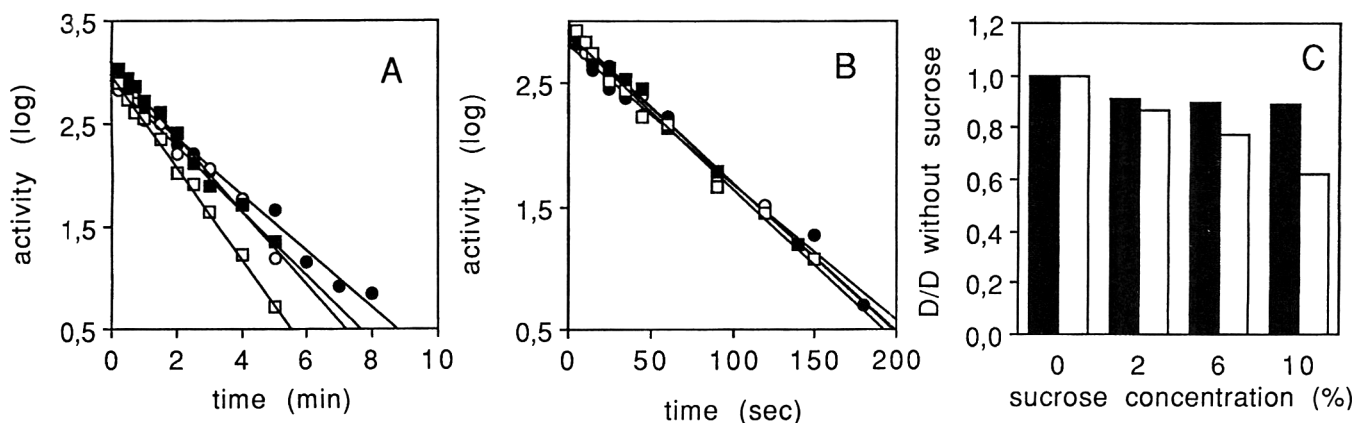 A
activity (log)
3,5
2,5
1,5
0,5
0 2 4 6 8 10
time (min)
B
activity (log)
2,5
1,5
0,5
0 50 100 150 200
time (sec)
C
D/D without sucrose
1,2
1,0
0,8
0,6
0,4
0,2
0,0
0 2 6 10
sucrose concentration (%)